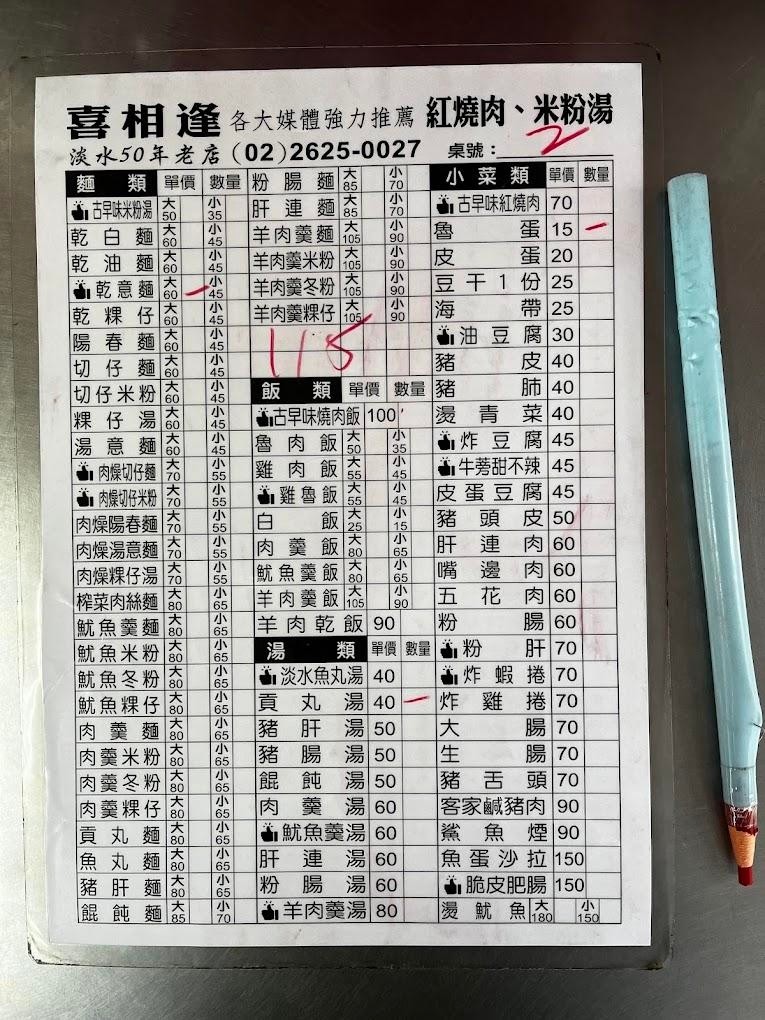 喜相逢 各大媒體強力推薦 紅燒肉、米粉湯
淡水50年老店 (02)2625-0027 桌號: 2
麵類 單價 數量
古早味米粉湯 大50 小35
乾白麵 大60 小45
乾油麵 大60 小45
乾意麵 大60 一 小45
乾粿仔 大60 小45
陽春麵 大60 小45
切仔麵 大60 小45
切仔米粉 大60 小45
粿仔湯 大60 小45
湯意麵 大60 小45
肉燥切仔麵 大70 小55
肉燥切仔米粉 大70 小55
肉燥陽春麵 大70 小55
肉燥湯意麵 大70 小55
肉燥粿仔湯 大70 小55
榨菜肉絲麵 大80 小65
魷魚羹麵 大80 小65
魷魚米粉 大80 小65
魷魚冬粉 大80 小65
魷魚粿仔 大80 小65
肉羹麵 大80 小65
肉羹米粉 大80 小65
肉羹冬粉 大80 小65
肉羹粿仔 大80 小65
貢丸麵 大80 小65
魚丸麵 大80 小65
豬肝麵 大80 小65
餛飩麵 大85 小70
粉腸麵 大85 小70
肝連麵 大85 小70
羊肉羹麵 大105 小90
羊肉羹米粉 大105 小90
羊肉羹冬粉 大105 小90
羊肉羹粿仔 大105 小90
115
飯類 單價 數量
古早味燒肉飯 100
魯肉飯 大50 小35
雞肉飯 大55 小45
雞魯飯 大55 小45
白飯 大25 小15
肉羹飯 大80 小65
魷魚羹飯 大80 小65
羊肉羹飯 大105 小90
羊肉乾飯 90
湯類 單價 數量
淡水魚丸湯 40
貢丸湯 40 一
豬肝湯 50
豬腸湯 50
餛飩湯 50
肉羹湯 60
魷魚羹湯 60
肝連湯 60
粉腸湯 60
羊肉羹湯 80
小菜類 單價 數量
古早味紅燒肉 70
魯蛋 15 一
皮蛋 20
豆干1份 25
海帶 25
油豆腐 30
豬皮 40
豬肺 40
燙青菜 40
炸豆腐 45
牛蒡甜不辣 45
皮蛋豆腐 45
豬頭皮 50
肝連肉 60
嘴邊肉 60
五花肉 60
粉腸 60
粉肝 70
炸蝦捲 70
炸雞捲 70
大腸 70
生腸 70
豬舌頭 70
客家鹹豬肉 90
鯊魚煙 90
魚蛋沙拉 150
脆皮肥腸 150
燙魷魚 大180 小150